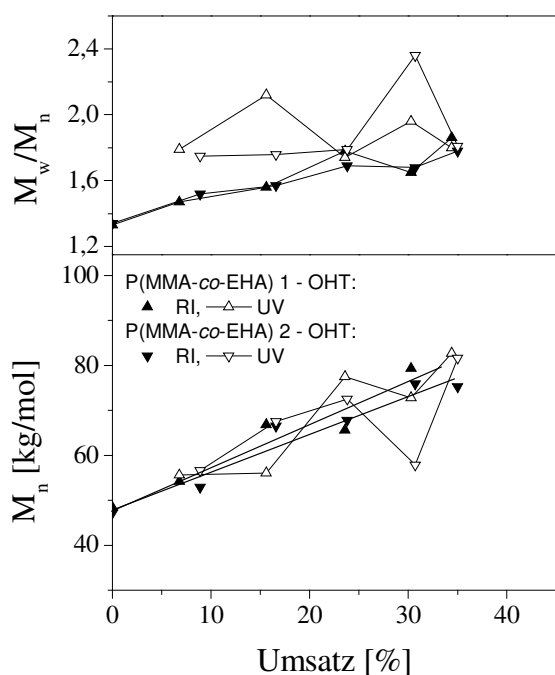 2,4
2,0
1,6
1,2
M_w/M_n
100
80
60
40
M_n [kg/mol]
P(MMA-co-EHA) 1 - OHT:
RI, UV
P(MMA-co-EHA) 2 - OHT:
RI, UV
0 10 20 30 40
Umsatz [%]